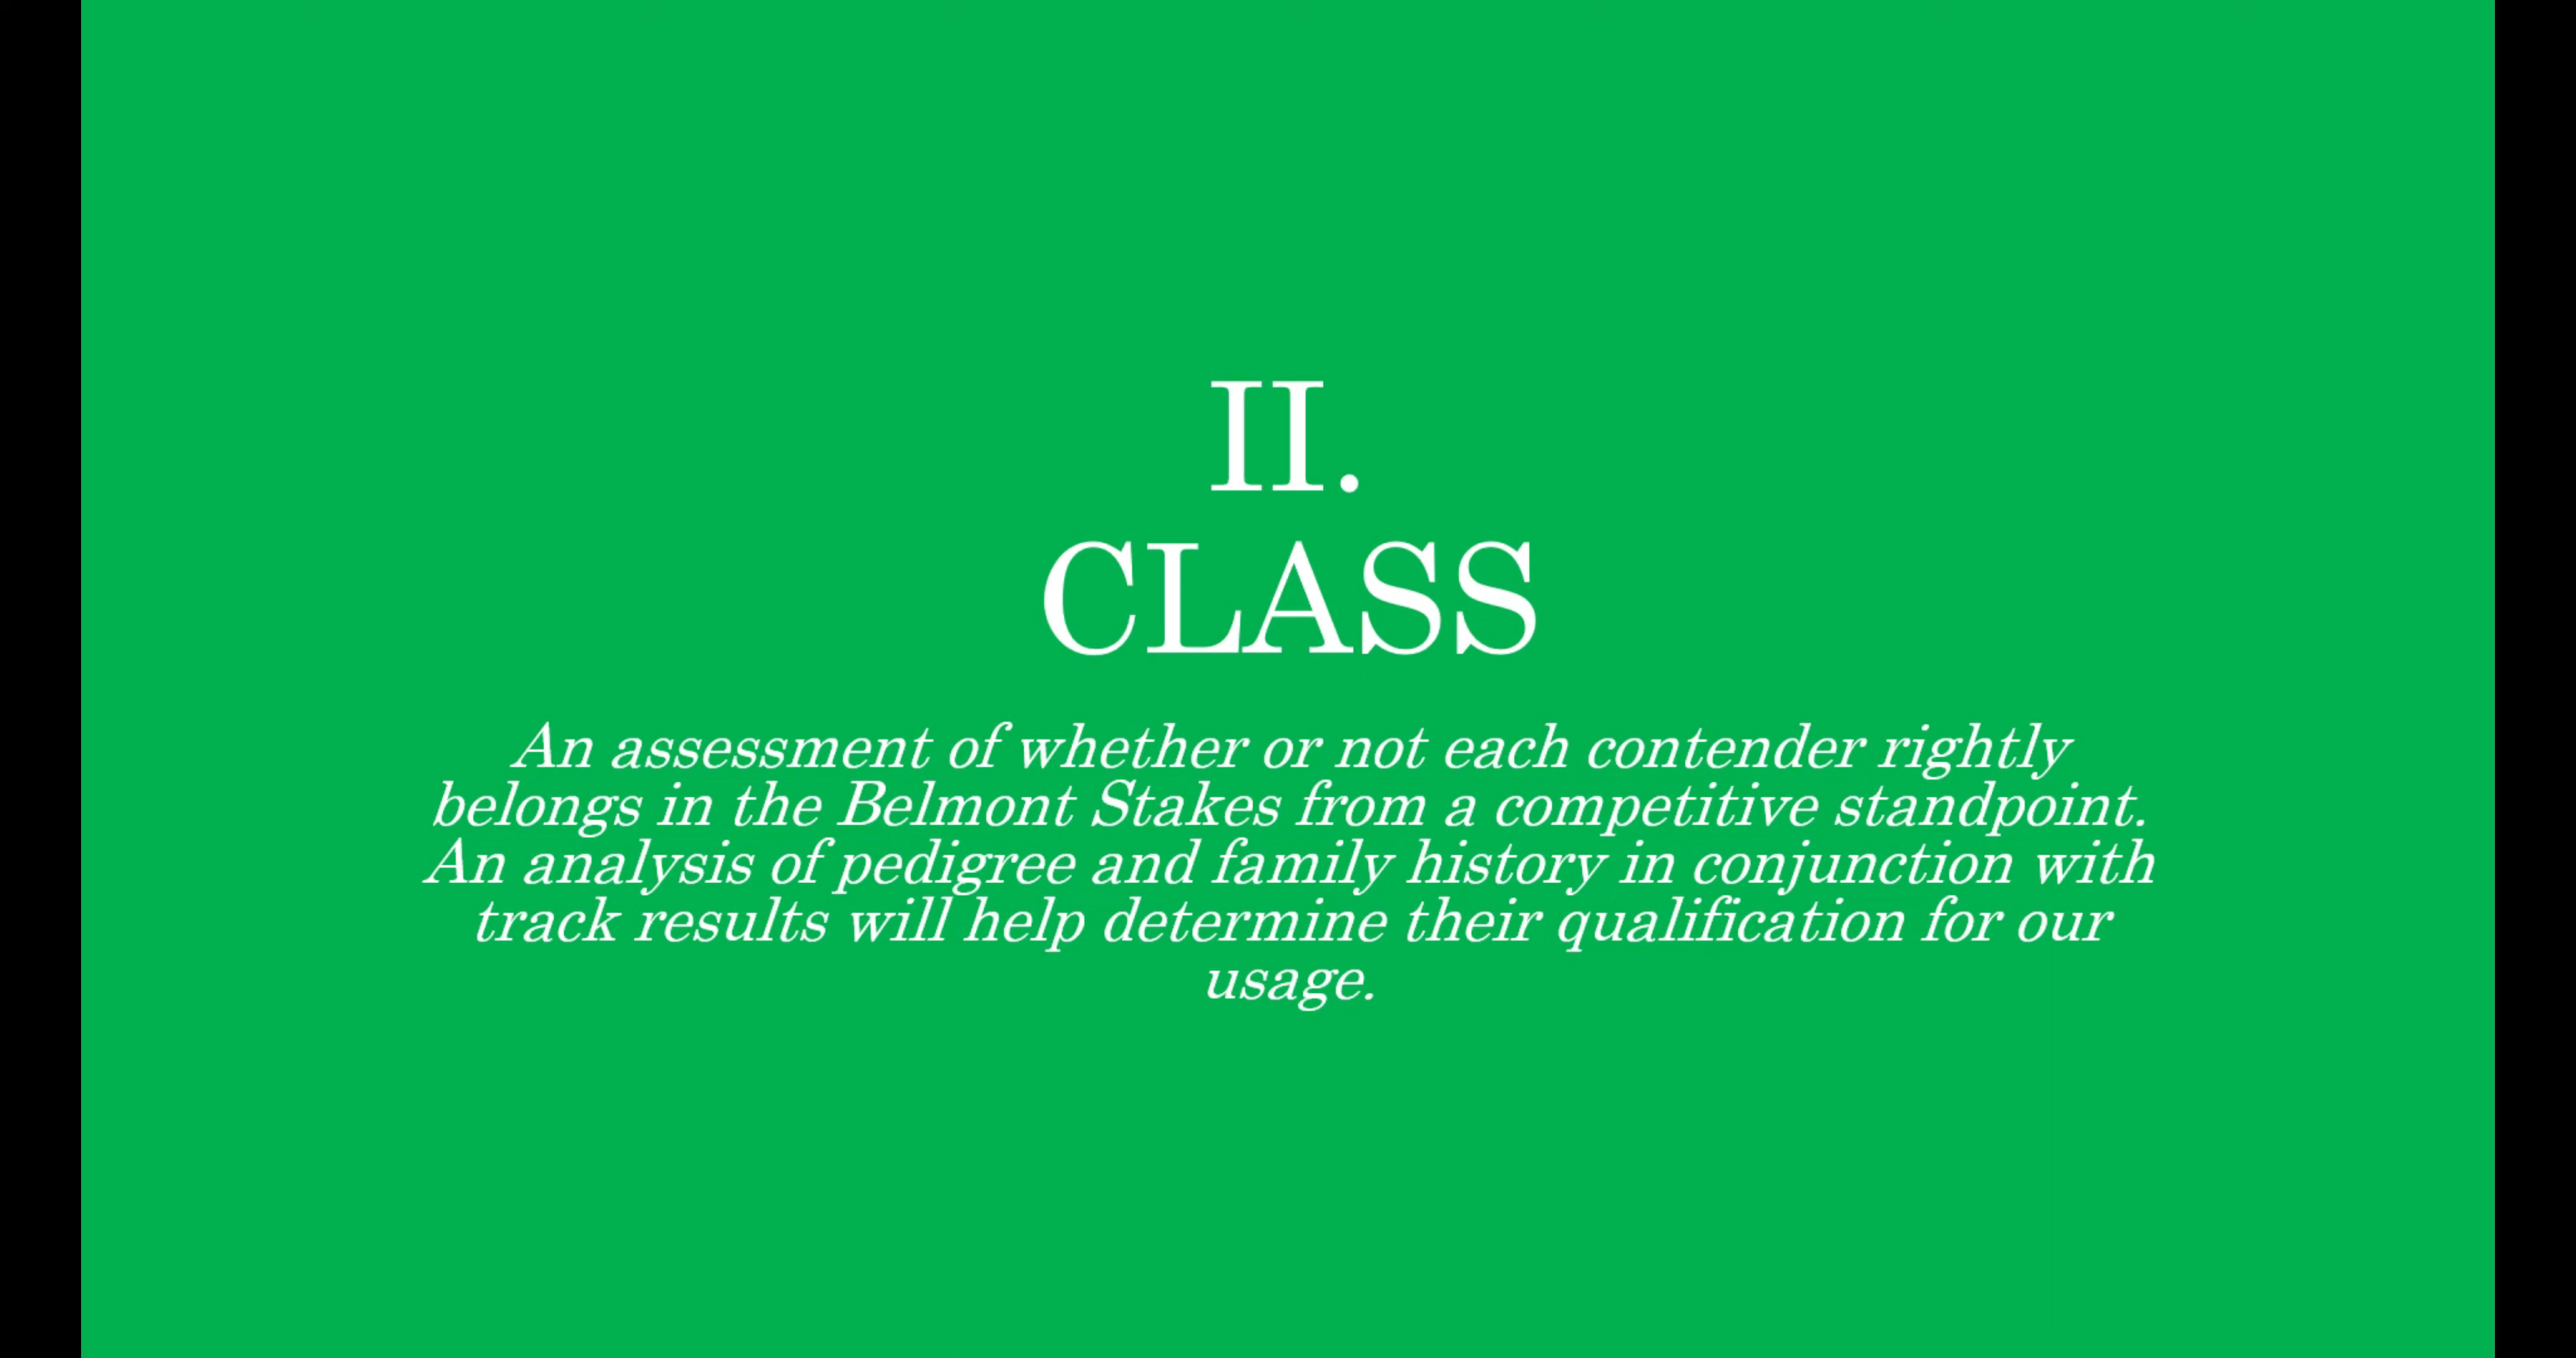 II.
CLASS
An assessment of whether or not each contender rightly
belongs in the Belmont Stakes from a competitive standpoint.
An analysis of pedigree and family history in conjunction with
track results will help determine their qualification for our
usage.